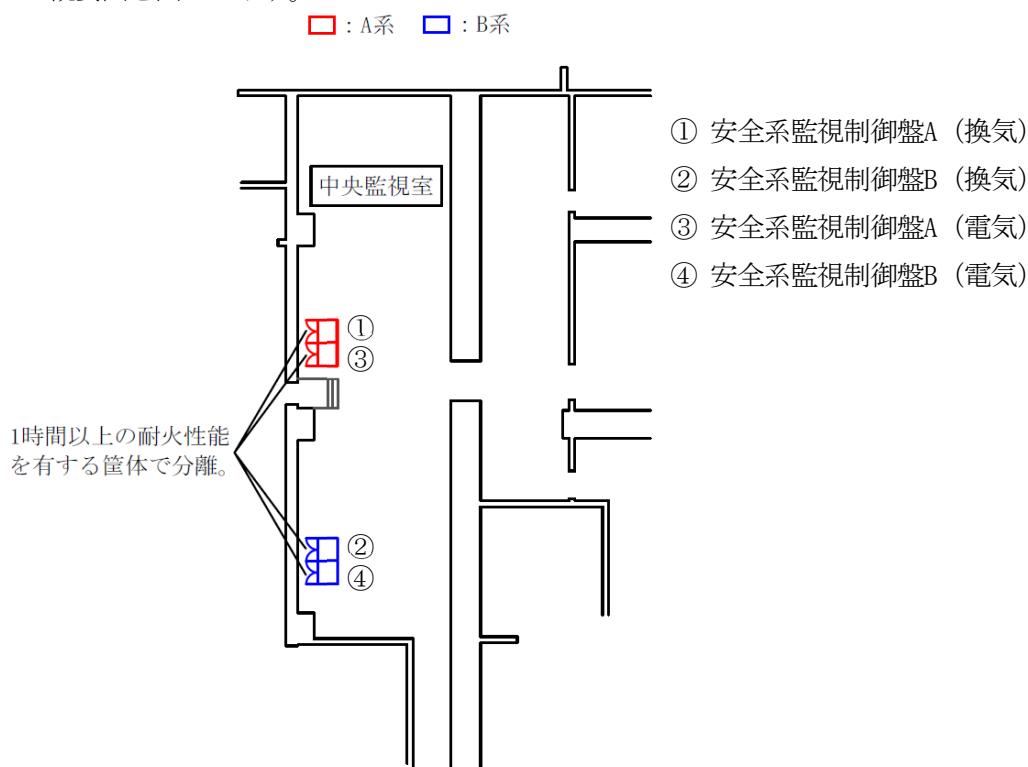 ：A系 ：B系
① 安全系監視制御盤A（換気）
② 安全系監視制御盤B（換気）
③ 安全系監視制御盤A（電気）
④ 安全系監視制御盤B（電気）
中央監視室
①
③
1時間以上の耐火性能
を有する筐体で分離。
②
④